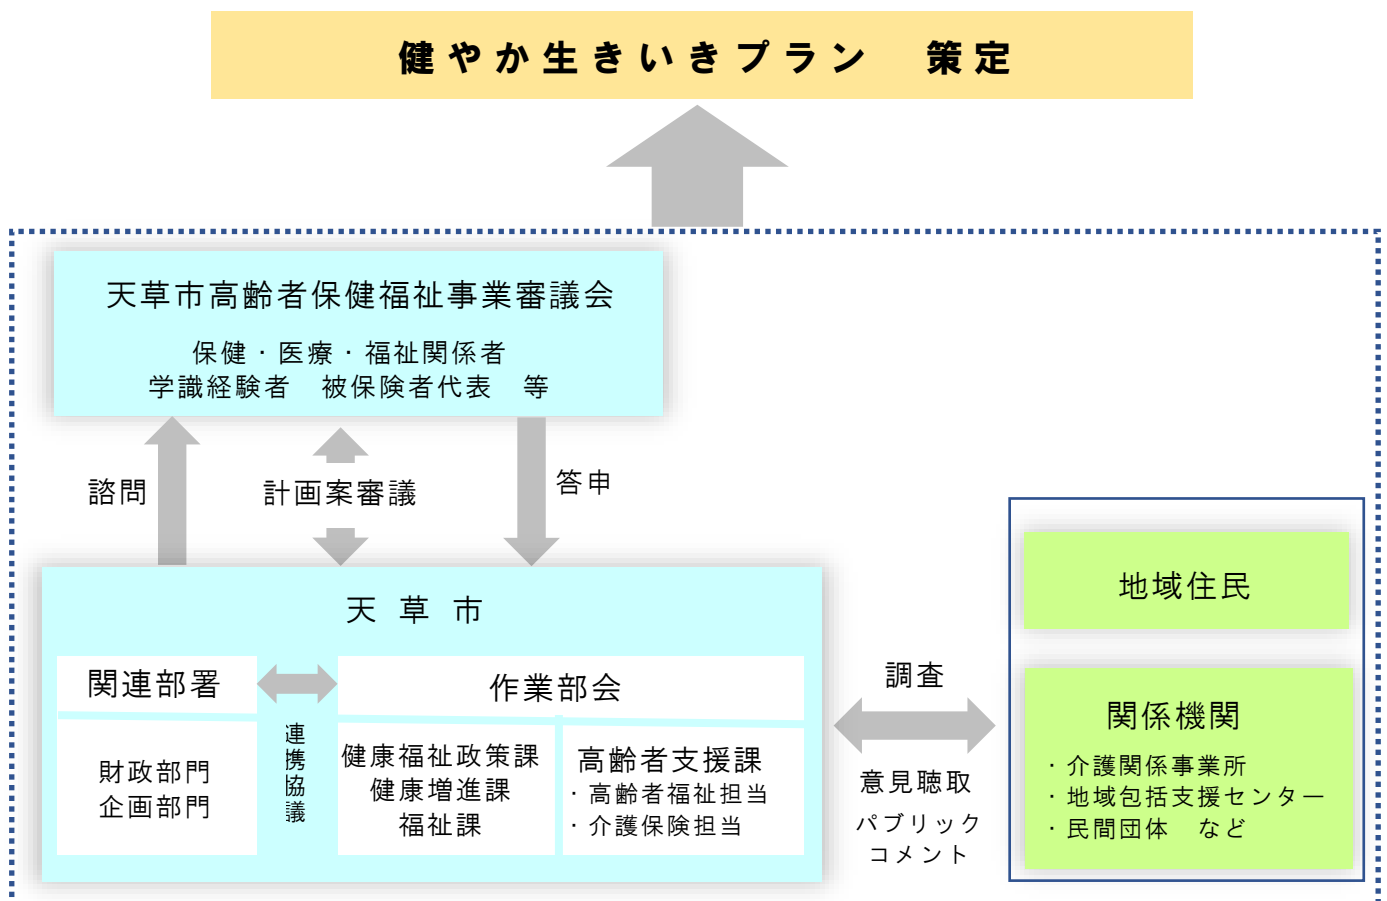 健やか生きいきプラン　策定
天草市高齢者保健福祉事業審議会
保健・医療・福祉関係者
学識経験者　被保険者代表　等
諮問
計画案審議
答申
天草市
関連部署
財政部門
企画部門
連携協議
作業部会
健康福祉政策課
健康増進課
福祉課
高齢者支援課
・高齢者福祉担当
・介護保険担当
調査
意見聴取
パブリック
コメント
地域住民
関係機関
・介護関係事業所
・地域包括支援センター
・民間団体　など